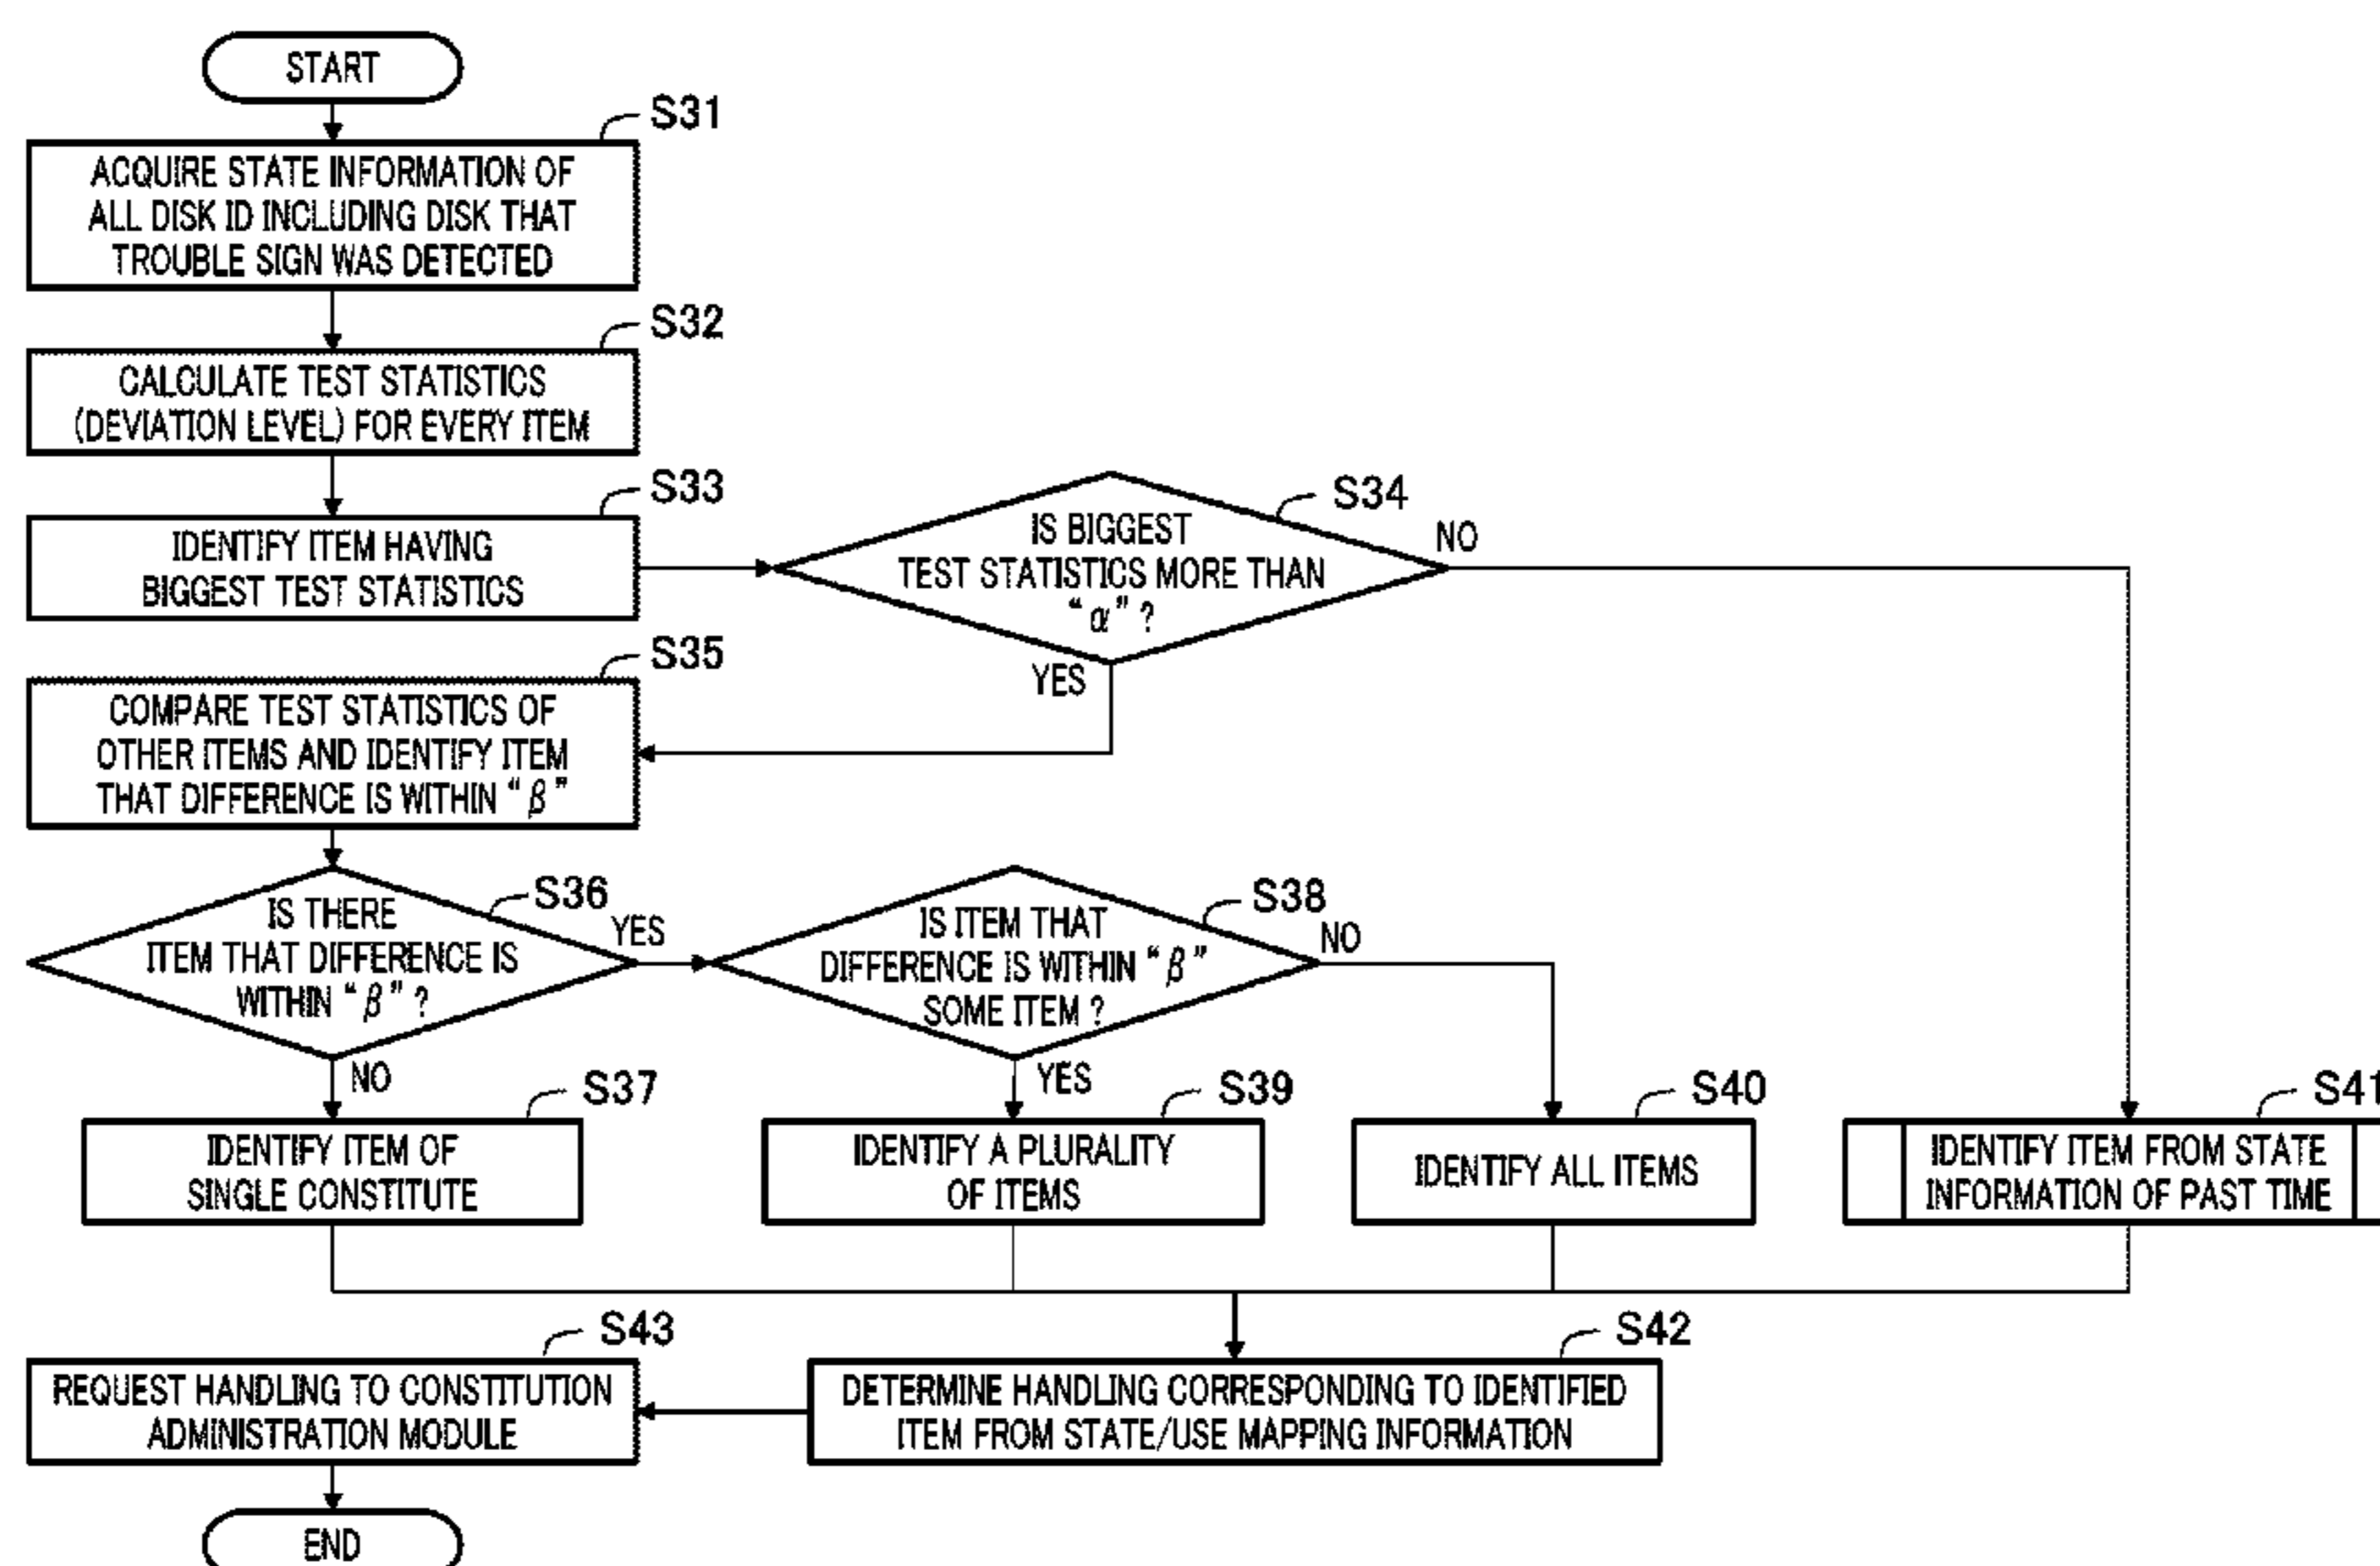 START
S31
ACQUIRE STATE INFORMATION OF
ALL DISK ID INCLUDING DISK THAT
TROUBLE SIGN WAS DETECTED
S32
CALCULATE TEST STATISTICS
(DEVIATION LEVEL) FOR EVERY ITEM
S33
IDENTIFY ITEM HAVING
BIGGEST TEST STATISTICS
S34
IS BIGGEST
TEST STATISTICS MORE THAN
“α”?
NO
YES
S35
COMPARE TEST STATISTICS OF
OTHER ITEMS AND IDENTIFY ITEM
THAT DIFFERENCE IS WITHIN “β”
S36
IS THERE
ITEM THAT DIFFERENCE IS
WITHIN “β”?
YES
NO
S38
IS ITEM THAT
DIFFERENCE IS WITHIN “β”
SOME ITEM?
NO
YES
S37
IDENTIFY ITEM OF
SINGLE CONSTITUTE
S39
IDENTIFY A PLURALITY
OF ITEMS
S40
IDENTIFY ALL ITEMS
S41
IDENTIFY ITEM FROM STATE
INFORMATION OF PAST TIME
S42
DETERMINE HANDLING CORRESPONDING TO IDENTIFIED
ITEM FROM STATE/USE MAPPING INFORMATION
S43
REQUEST HANDLING TO CONSTITUTION
ADMINISTRATION MODULE
END